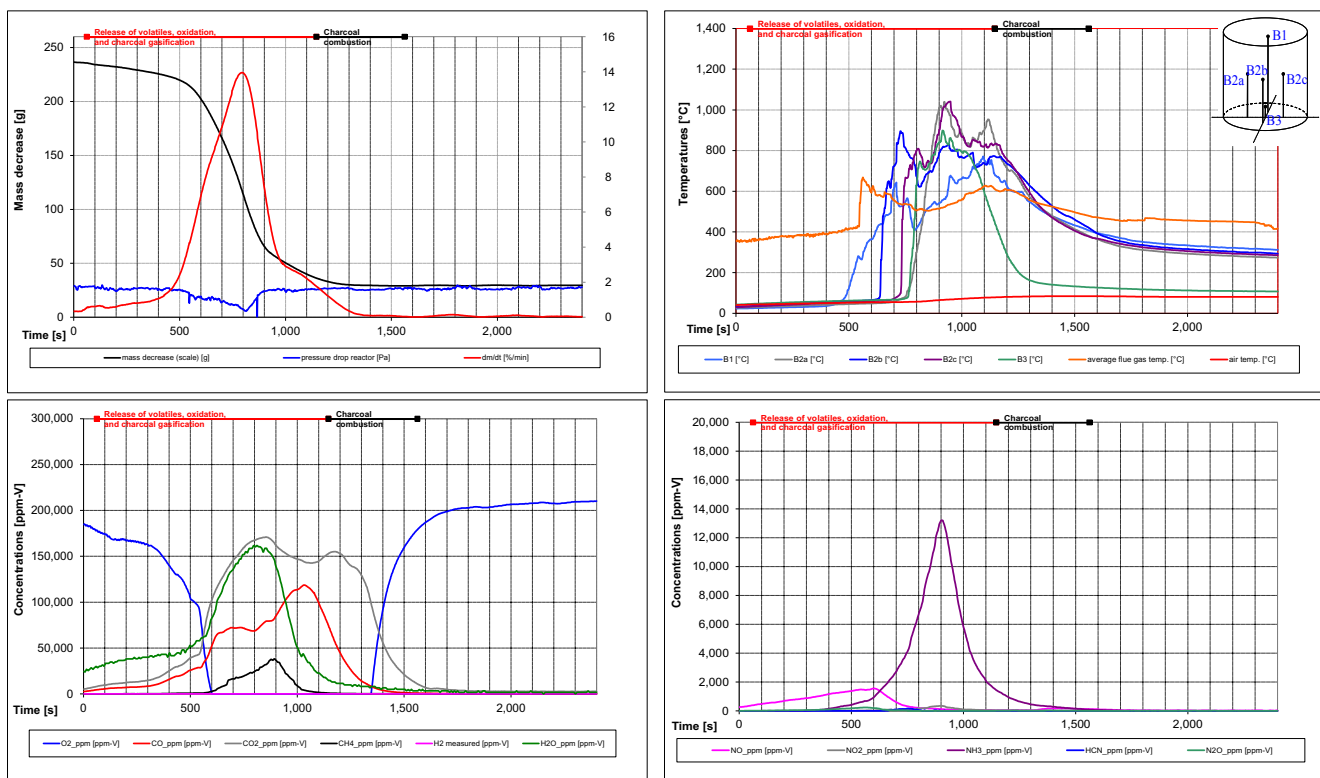 Release of volatiles, oxidation,
and charcoal gasification
Charcoal
combustion
260
250
200
150
100
50
0
16
14
12
10
8
6
4
2
0
Mass decrease [g]
0
500
1,000
1,500
2,000
Time [s]
mass decrease (scale) [g]
pressure drop reactor [Pa]
dm/dt [%/min]
Release of volatiles, oxidation,
and charcoal gasification
Charcoal
combustion
B1
B2b
B2a
B2c
B3
1,400
1,200
1,000
800
600
400
200
0
Temperatures [°C]
0
500
1,000
1,500
2,000
Time [s]
B1 [°C]
B2a [°C]
B2b [°C]
B2c [°C]
B3 [°C]
average flue gas temp. [°C]
air temp. [°C]
Release of volatiles, oxidation,
and charcoal gasification
Charcoal
combustion
300,000
250,000
200,000
150,000
100,000
50,000
0
Concentrations [ppm-V]
0
500
1,000
1,500
2,000
Time [s]
O2_ppm [ppm-V]
CO_ppm [ppm-V]
CO2_ppm [ppm-V]
CH4_ppm [ppm-V]
H2 measured [ppm-V]
H2O_ppm [ppm-V]
Release of volatiles, oxidation,
and charcoal gasification
Charcoal
combustion
20,000
18,000
16,000
14,000
12,000
10,000
8,000
6,000
4,000
2,000
0
Concentrations [ppm-V]
0
500
1,000
1,500
2,000
Time [s]
NO_ppm [ppm-V]
NO2_ppm [ppm-V]
NH3_ppm [ppm-V]
HCN_ppm [ppm-V]
N2O_ppm [ppm-V]